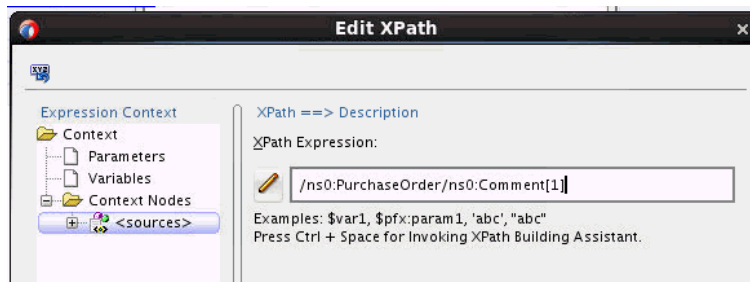 Edit XPath
Expression Context
Context
Parameters
Variables
Context Nodes
<sources>
XPath ==> Description
XPath Expression:
/ns0:PurchaseOrder/ns0:Comment[1]
Examples: $var1, $pfx:param1, 'abc', "abc"
Press Ctrl + Space for Invoking XPath Building Assistant.